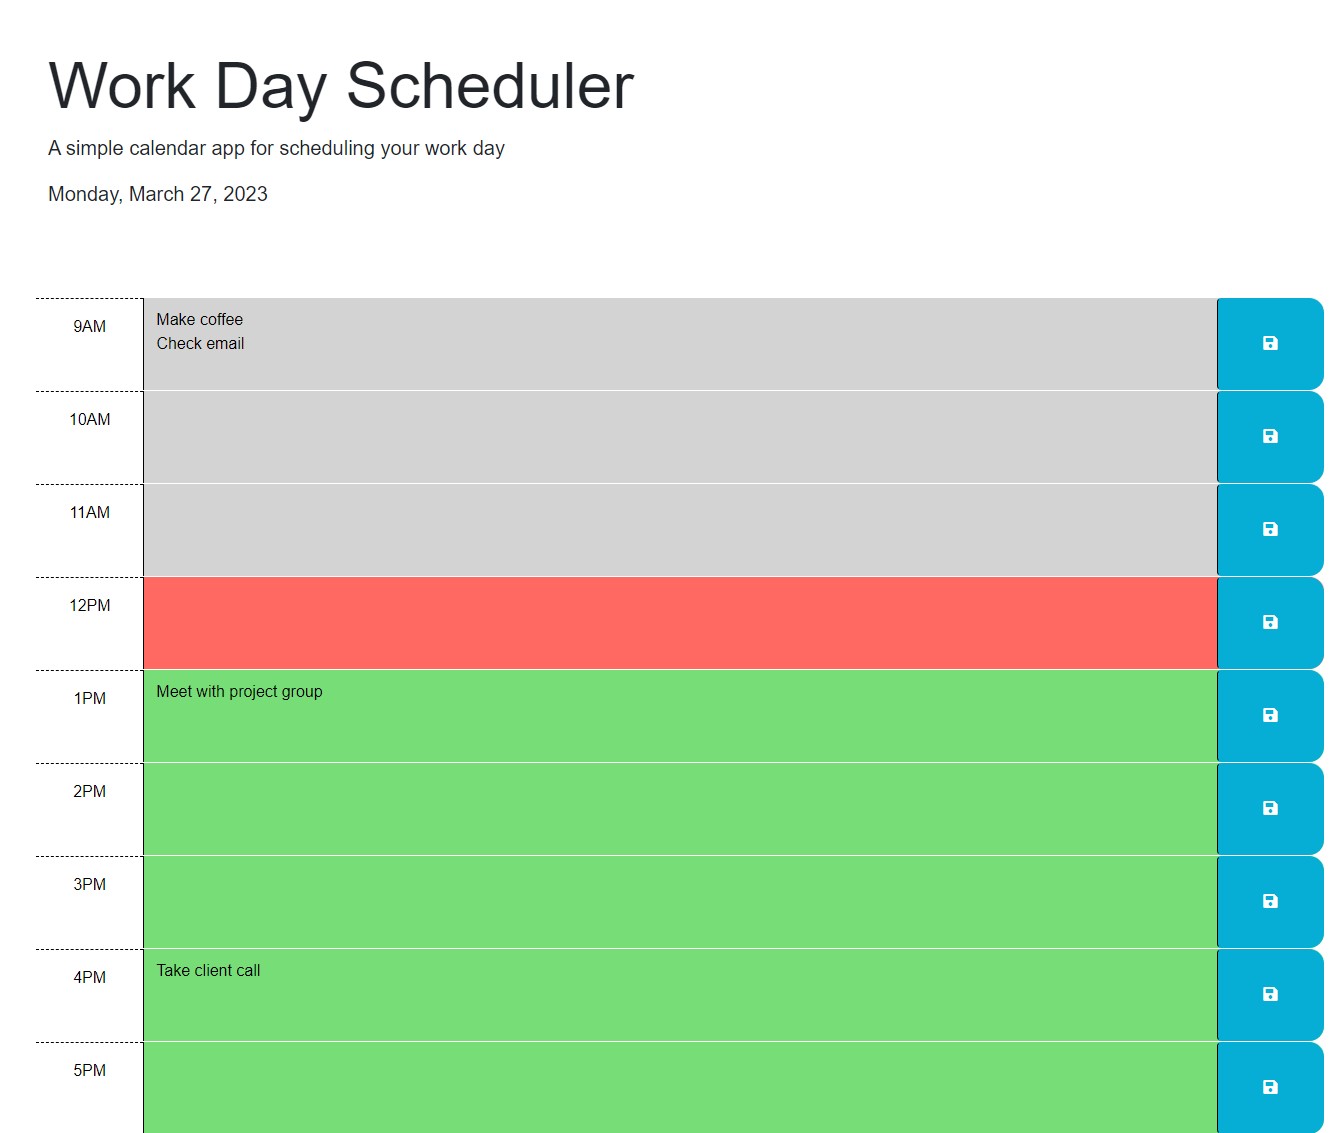 Work Day Scheduler
A simple calendar app for scheduling your work day
Monday, March 27, 2023
9AM
Make coffee
Check email
10AM
11AM
12PM
1PM
Meet with project group
2PM
3PM
4PM
Take client call
5PM